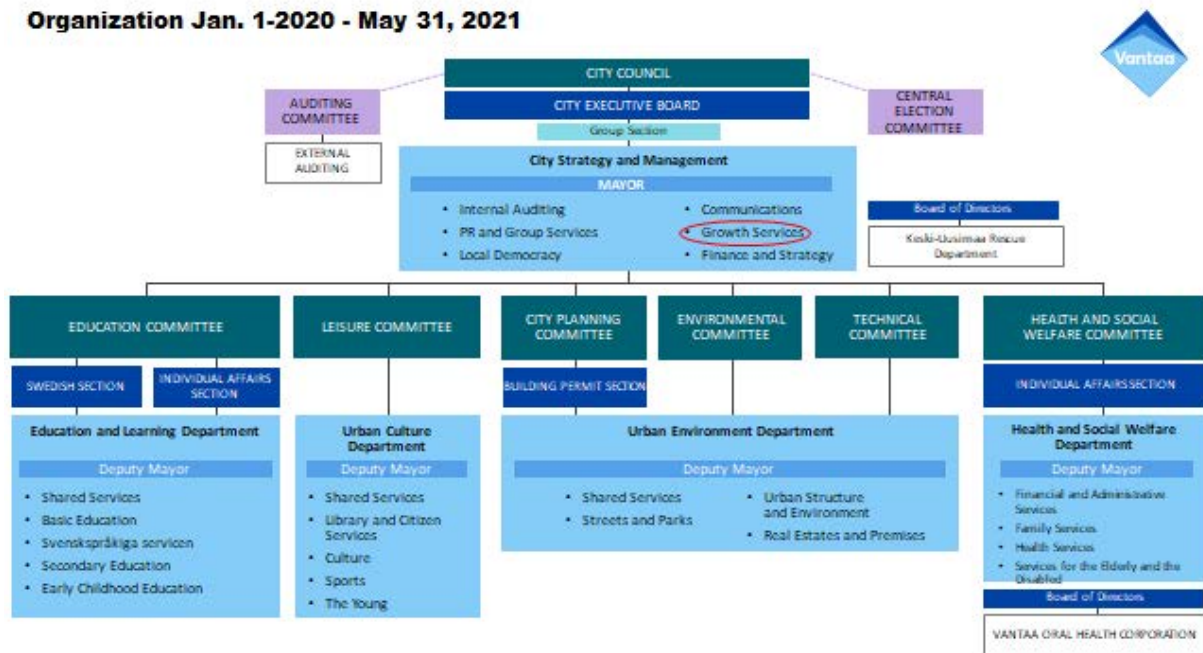 Organization Jan. 1-2020 - May 31, 2021
Vantaa
CITY COUNCIL
AUDITING
COMMITTEE
CITY EXECUTIVE BOARD
CENTRAL
ELECTION
COMMITTEE
Group Section
EXTERNAL
AUDITING
City Strategy and Management
MAYOR
• Internal Auditing
• PR and Group Services
• Local Democracy
• Communications
• Growth Services
• Finance and Strategy
Board of Directors
Keski-Uusimaa Rescue
Department
EDUCATION COMMITTEE
LEISURE COMMITTEE
CITY PLANNING
COMMITTEE
ENVIRONMENTAL
COMMITTEE
TECHNICAL
COMMITTEE
HEALTH AND SOCIAL
WELFARE COMMITTEE
SWEDISH SECTION
INDIVIDUAL AFFAIRS
SECTION
BUILDING PERMIT SECTION
INDIVIDUAL AFFAIRS SECTION
Education and Learning Department
Deputy Mayor
• Shared Services
• Basic Education
• Svenskspråkiga servicen
• Secondary Education
• Early Childhood Education
Urban Culture
Department
Deputy Mayor
• Shared Services
• Library and Citizen
Services
• Culture
• Sports
• The Young
Urban Environment Department
Deputy Mayor
• Shared Services
• Streets and Parks
• Urban Structure
and Environment
• Real Estates and Premises
Health and Social Welfare
Department
Deputy Mayor
• Financial and Administrative
Services
• Family Services
• Health Services
• Services for the Elderly and the
Disabled
Board of Directors
VANTAA ORAL HEALTH CORPORATION